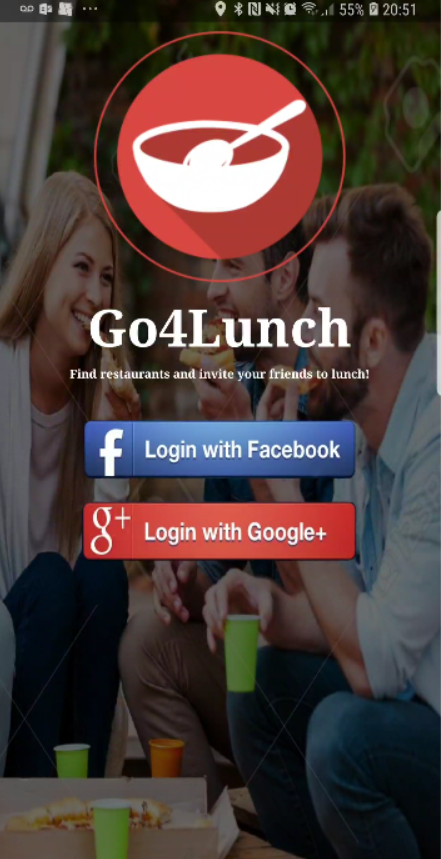 55% 20:51
Go4Lunch
Find restaurants and invite your friends to lunch!
f Login with Facebook
g+ Login with Google+